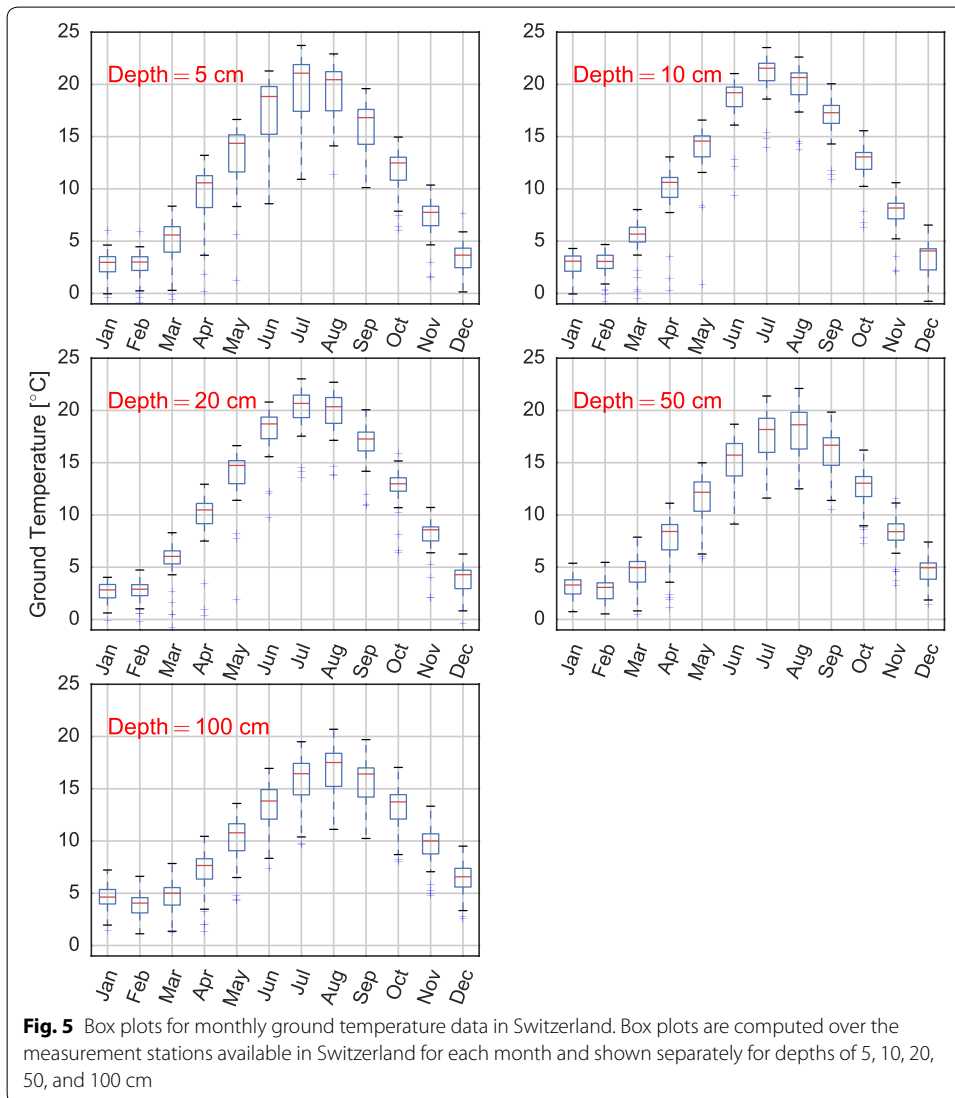 25
20
15
10
5
0
Depth = 5 cm
Jan Feb Mar Apr May Jun Jul Aug Sep Oct Nov Dec
25
20
15
10
5
0
Depth = 10 cm
Jan Feb Mar Apr May Jun Jul Aug Sep Oct Nov Dec
Ground Temperature [°C]
25
20
15
10
5
0
Depth = 20 cm
Jan Feb Mar Apr May Jun Jul Aug Sep Oct Nov Dec
25
20
15
10
5
0
Depth = 50 cm
Jan Feb Mar Apr May Jun Jul Aug Sep Oct Nov Dec
25
20
15
10
5
0
Depth = 100 cm
Jan Feb Mar Apr May Jun Jul Aug Sep Oct Nov Dec
Fig. 5 Box plots for monthly ground temperature data in Switzerland. Box plots are computed over the
measurement stations available in Switzerland for each month and shown separately for depths of 5, 10, 20,
50, and 100 cm